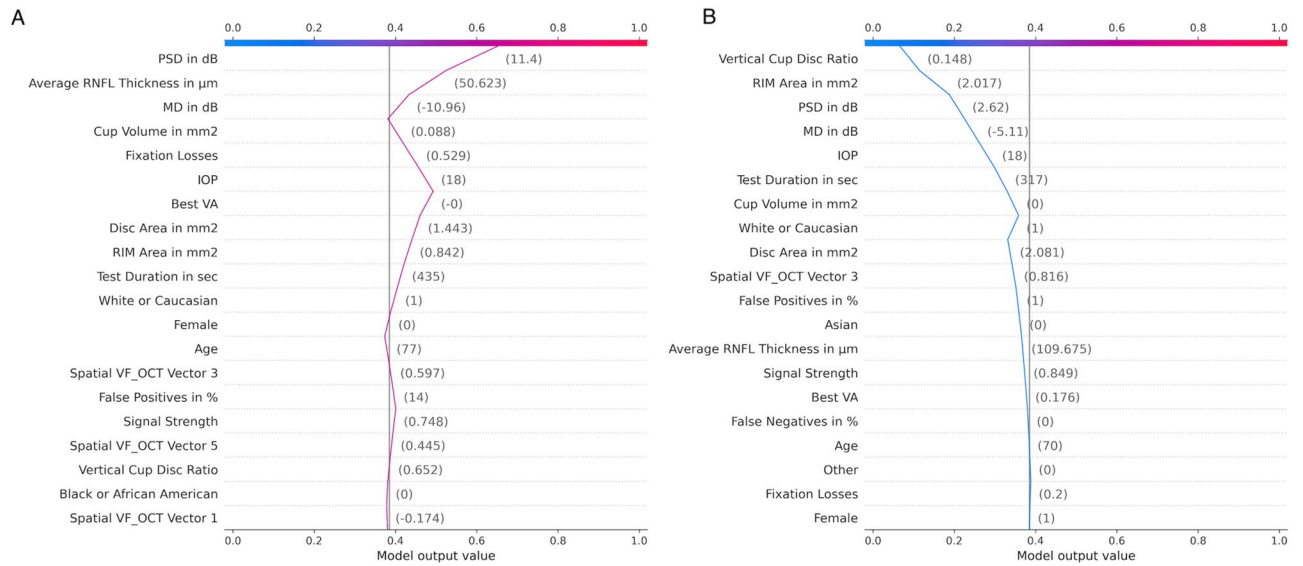 A
0.0 0.2 0.4 0.6 0.8 1.0
PSD in dB (11.4)
Average RNFL Thickness in µm (50.623)
MD in dB (-10.96)
Cup Volume in mm2 (0.088)
Fixation Losses (0.529)
IOP (18)
Best VA (-0)
Disc Area in mm2 (1.443)
RIM Area in mm2 (0.842)
Test Duration in sec (435)
White or Caucasian (1)
Female (0)
Age (77)
Spatial VF_OCT Vector 3 (0.597)
False Positives in % (14)
Signal Strength (0.748)
Spatial VF_OCT Vector 5 (0.445)
Vertical Cup Disc Ratio (0.652)
Black or African American (0)
Spatial VF_OCT Vector 1 (-0.174)
0.0 0.2 0.4 0.6 0.8 1.0
Model output value
B
0.0 0.2 0.4 0.6 0.8 1.0
Vertical Cup Disc Ratio (0.148)
RIM Area in mm2 (2.017)
PSD in dB (2.62)
MD in dB (-5.11)
IOP (18)
Test Duration in sec (317)
Cup Volume in mm2 (0)
White or Caucasian (1)
Disc Area in mm2 (2.081)
Spatial VF_OCT Vector 3 (0.816)
False Positives in % (1)
Asian (0)
Average RNFL Thickness in µm (109.675)
Signal Strength (0.849)
Best VA (0.176)
False Negatives in % (0)
Age (70)
Other (0)
Fixation Losses (0.2)
Female (1)
0.0 0.2 0.4 0.6 0.8 1.0
Model output value